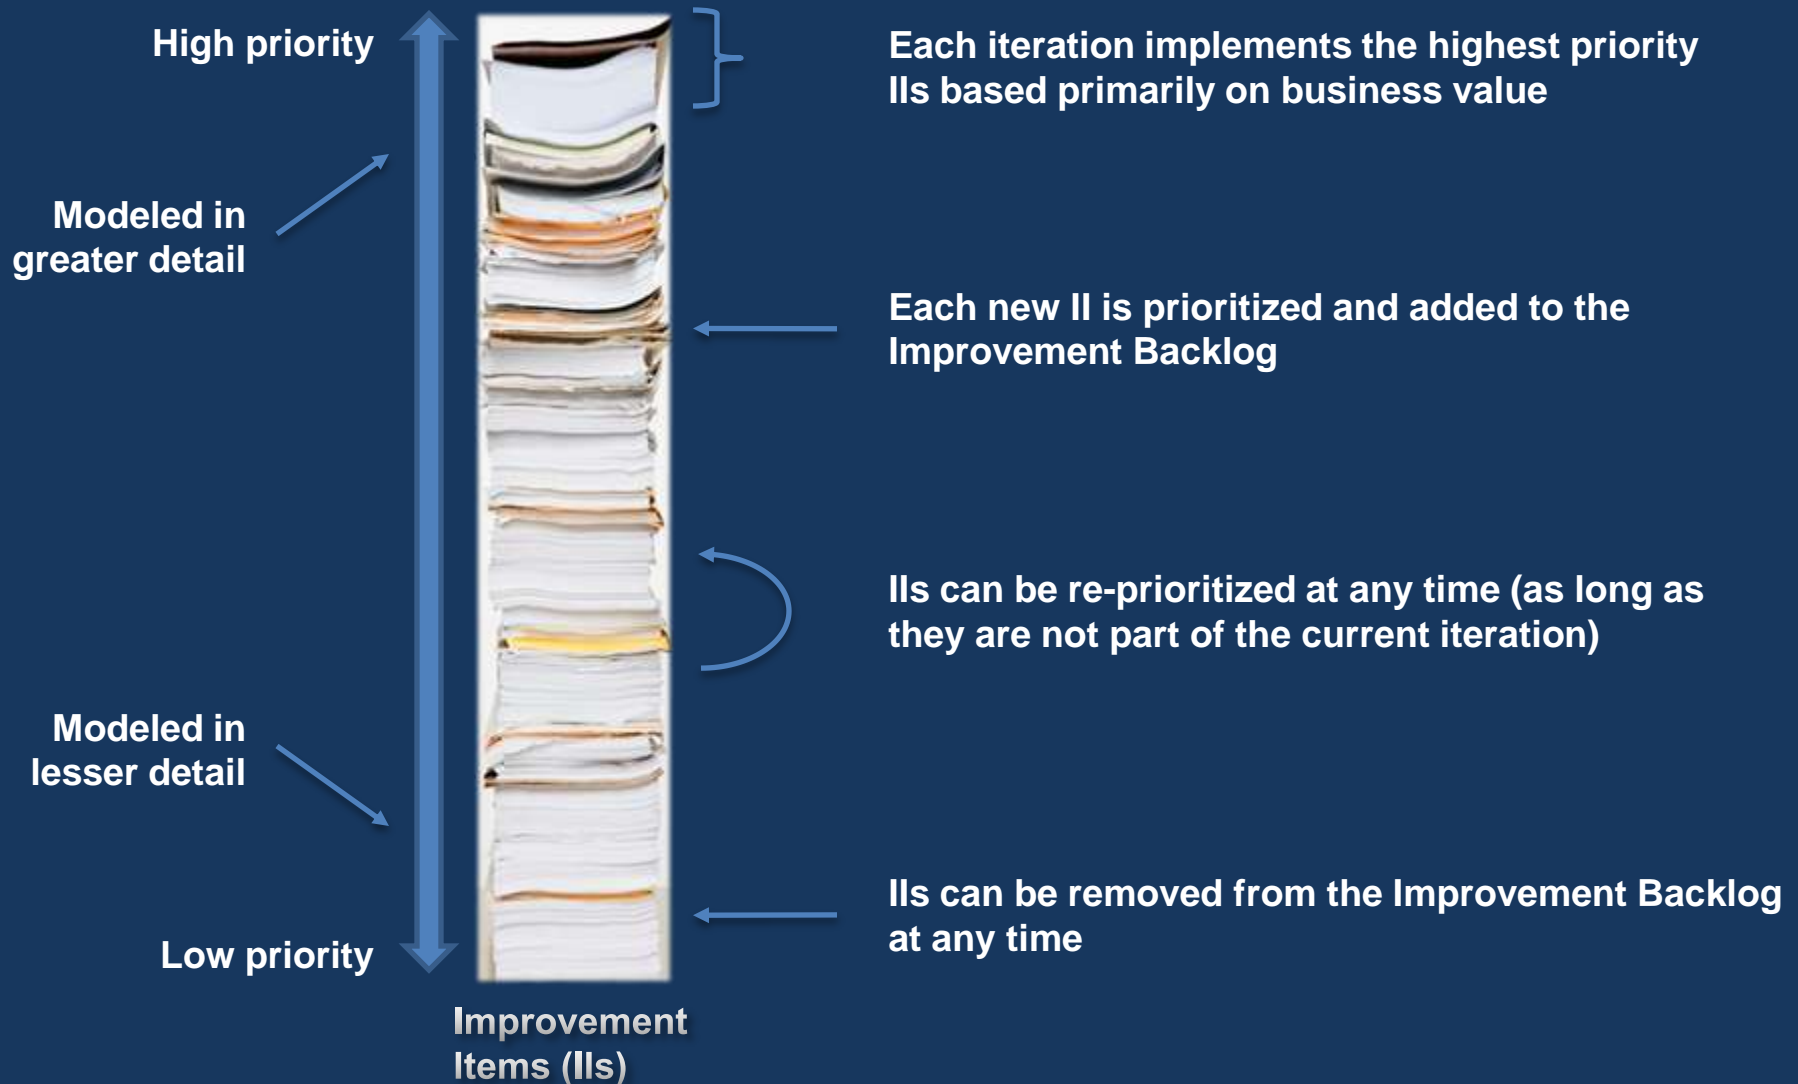 High priority
Each iteration implements the highest priority
IIs based primarily on business value
Modeled in
greater detail
Each new II is prioritized and added to the
Improvement Backlog
IIs can be re-prioritized at any time (as long as
they are not part of the current iteration)
Modeled in
lesser detail
IIs can be removed from the Improvement Backlog
at any time
Low priority
Improvement
Items (IIs)